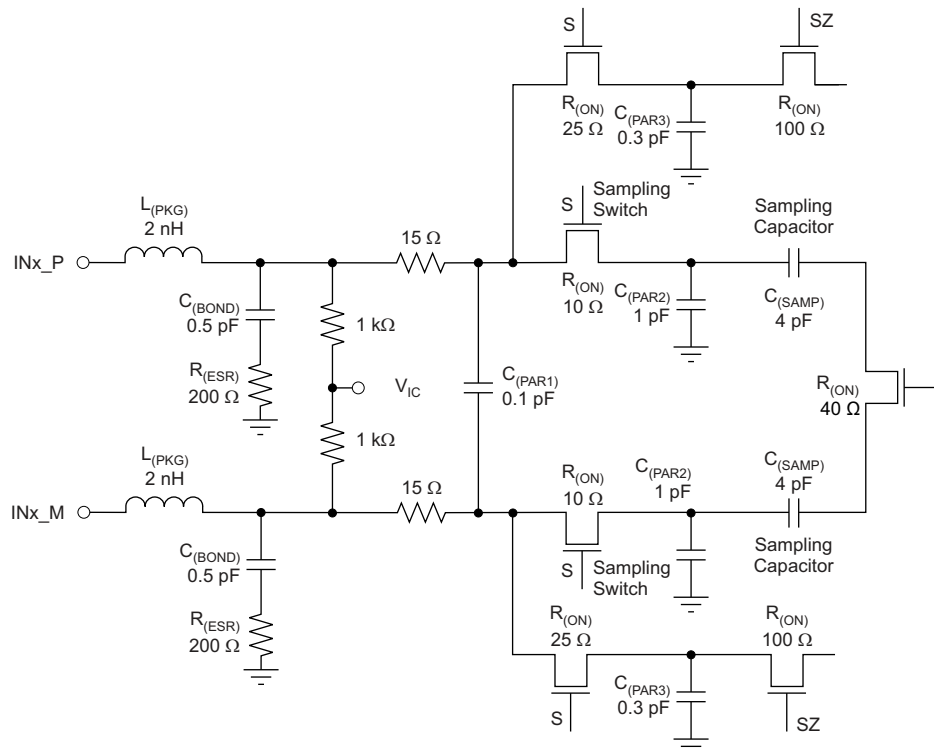 S
SZ
R(ON)
25 Ω
C(PAR3)
0.3 pF
R(ON)
100 Ω
S
Sampling
Switch
Sampling
Capacitor
L(PKG)
2 nH
15 Ω
INx_P
R(ON)
10 Ω
C(PAR2)
1 pF
C(SAMP)
4 pF
C(BOND)
0.5 pF
1 kΩ
R(ESR)
200 Ω
VIC
C(PAR1)
0.1 pF
R(ON)
40 Ω
1 kΩ
L(PKG)
2 nH
15 Ω
R(ON)
10 Ω
C(PAR2)
1 pF
C(SAMP)
4 pF
INx_M
C(BOND)
0.5 pF
S
Sampling
Switch
Sampling
Capacitor
R(ESR)
200 Ω
R(ON)
25 Ω
R(ON)
100 Ω
C(PAR3)
0.3 pF
S
SZ